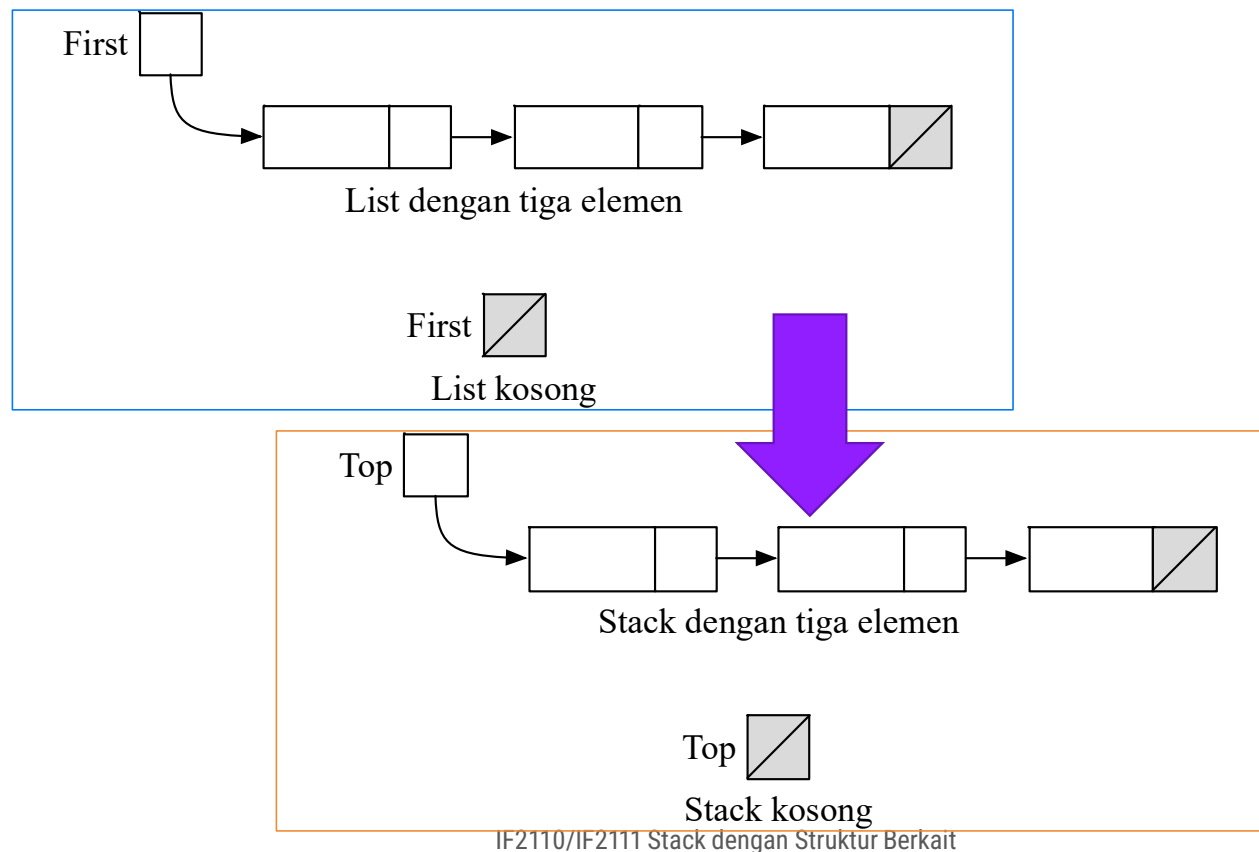 First
List dengan tiga elemen
First
List kosong
Top
Stack dengan tiga elemen
Top
Stack kosong
IF2110/IF2111 Stack dengan Struktur Berkait